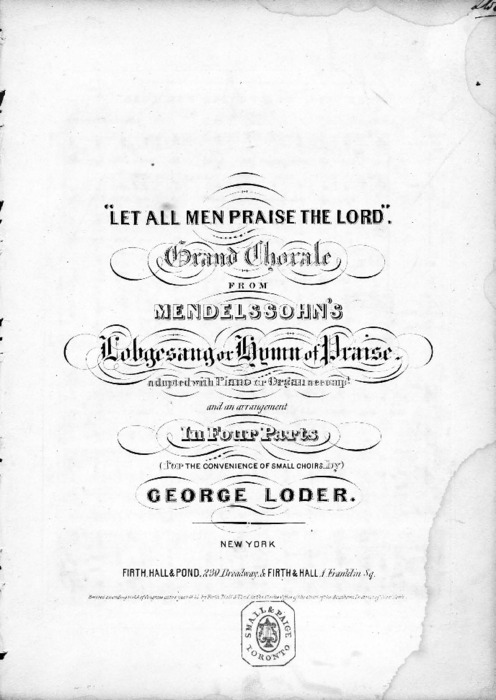 "LET ALL MEN PRAISE THE LORD".
Grand Chorale
FROM
MENDELSSOHN'S
Lobgesang or Hymn of Praise.
adapted with Piano or Organ accompt.
and an arrangement
In Four Parts
(For THE CONVENIENCE OF SMALL CHOIRS by)
GEORGE LODER.
NEW YORK
FIRTH, HALL & POND, 239 Broadway, & FIRTH & HALL 1 Franklin Sq.
SMALL & PAIGE
TORONTO